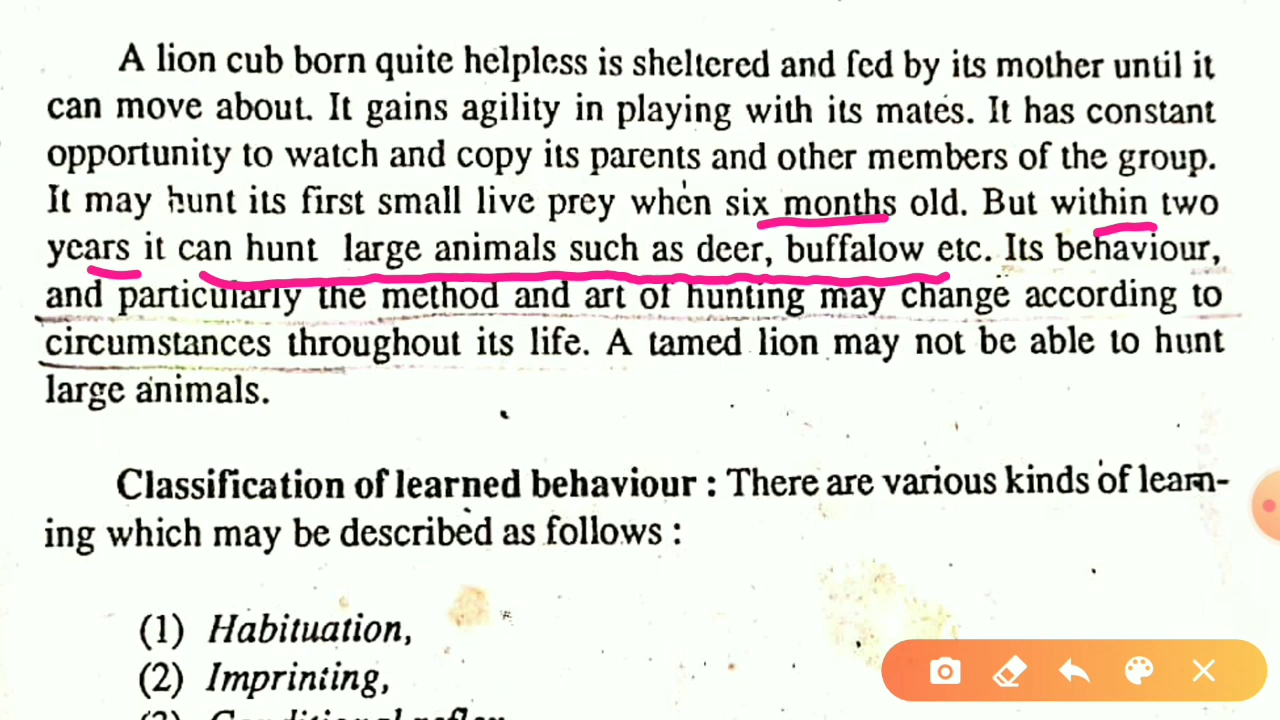 A lion cub born quite helpless is sheltered and fed by its mother until it
can move about. It gains agility in playing with its mates. It has constant
opportunity to watch and copy its parents and other members of the group.
It may hunt its first small live prey when six months old. But within two
years it can hunt large animals such as deer, buffalow etc. Its behaviour,
and particularly the method and art of hunting may change according to
circumstances throughout its life. A tamed lion may not be able to hunt
large animals.
Classification of learned behaviour : There are various kinds of learn-
ing which may be described as follows :
(1) Habituation,
(2) Imprinting,
(3) Conditional reflex